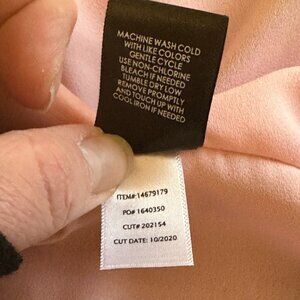 MACHINE WASH COLD
WITH LIKE COLORS
GENTLE CYCLE
USE NON-CHLORINE
BLEACH IF NEEDED
TUMBLE DRY LOW
REMOVE PROMPTLY
AND TOUCH UP WITH
COOL IRON IF NEEDED
ITEM#: 14679179
PO# 1640350
CUT# 202154
CUT DATE: 10/2020